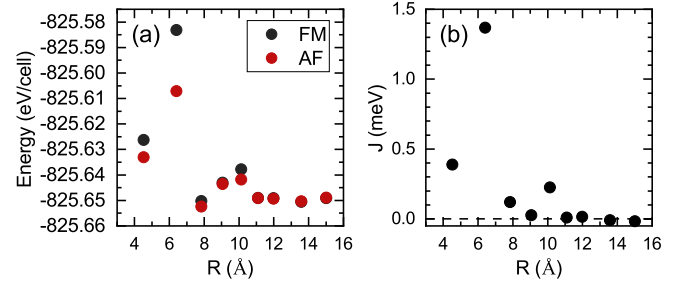 (a)
FM
AF
-825.58
-825.59
-825.60
-825.61
-825.62
-825.63
-825.64
-825.65
-825.66
Energy (eV/cell)
4 6 8 10 12 14 16
R (Å)
(b)
1.5
1.0
0.5
0.0
J (meV)
4 6 8 10 12 14 16
R (Å)